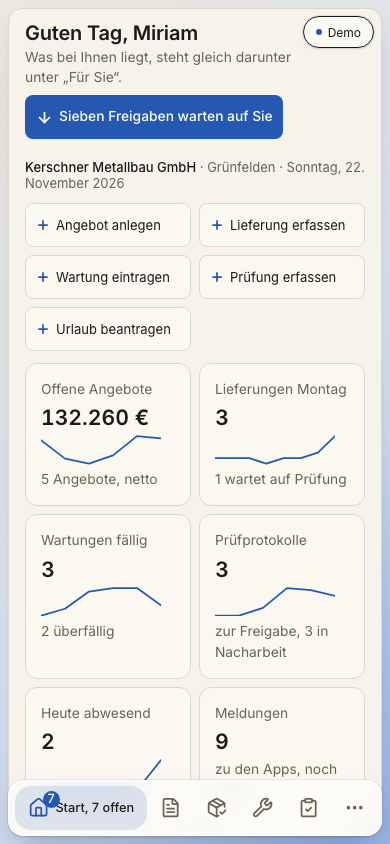 Guten Tag, Miriam
Demo
Was bei Ihnen liegt, steht gleich darunter
unter „Für Sie“.
Sieben Freigaben warten auf Sie
Kerschner Metallbau GmbH · Grünfelden · Sonntag, 22.
November 2026
Angebot anlegen
Lieferung erfassen
Wartung eintragen
Prüfung erfassen
Urlaub beantragen
Offene Angebote
132.260 €
5 Angebote, netto
Lieferungen Montag
3
1 wartet auf Prüfung
Wartungen fällig
3
2 überfällig
Prüfprotokolle
3
zur Freigabe, 3 in
Nacharbeit
Heute abwesend
2
Meldungen
9
zu den Apps, noch
7
Start, 7 offen